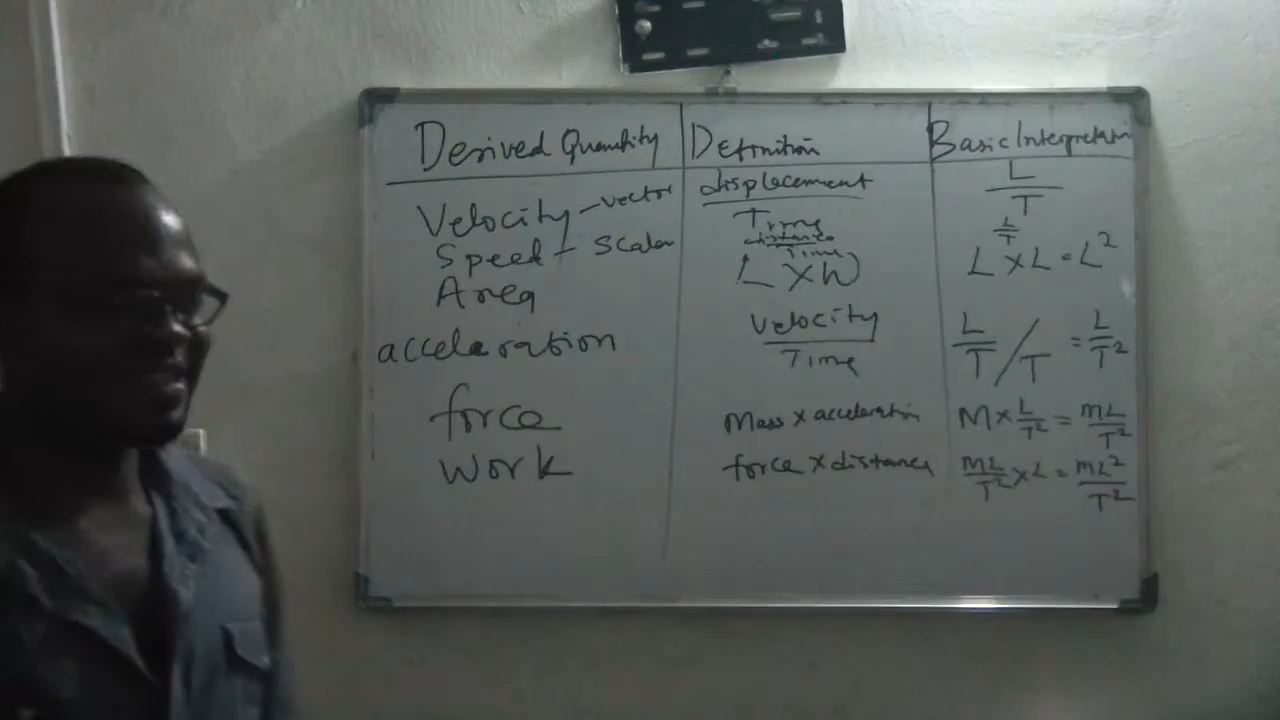 Derived Quantity Definition Basic Interpretation
Velocity - vector displacement / Time L / T
Speed - Scalar distance / Time L/T
Area L X W L X L = L²
acceleration Velocity / Time L/T / T = L/T²
force Mass x acceleration M x L/T² = ML/T²
Work force x distance ML/T² x L = ML²/T²